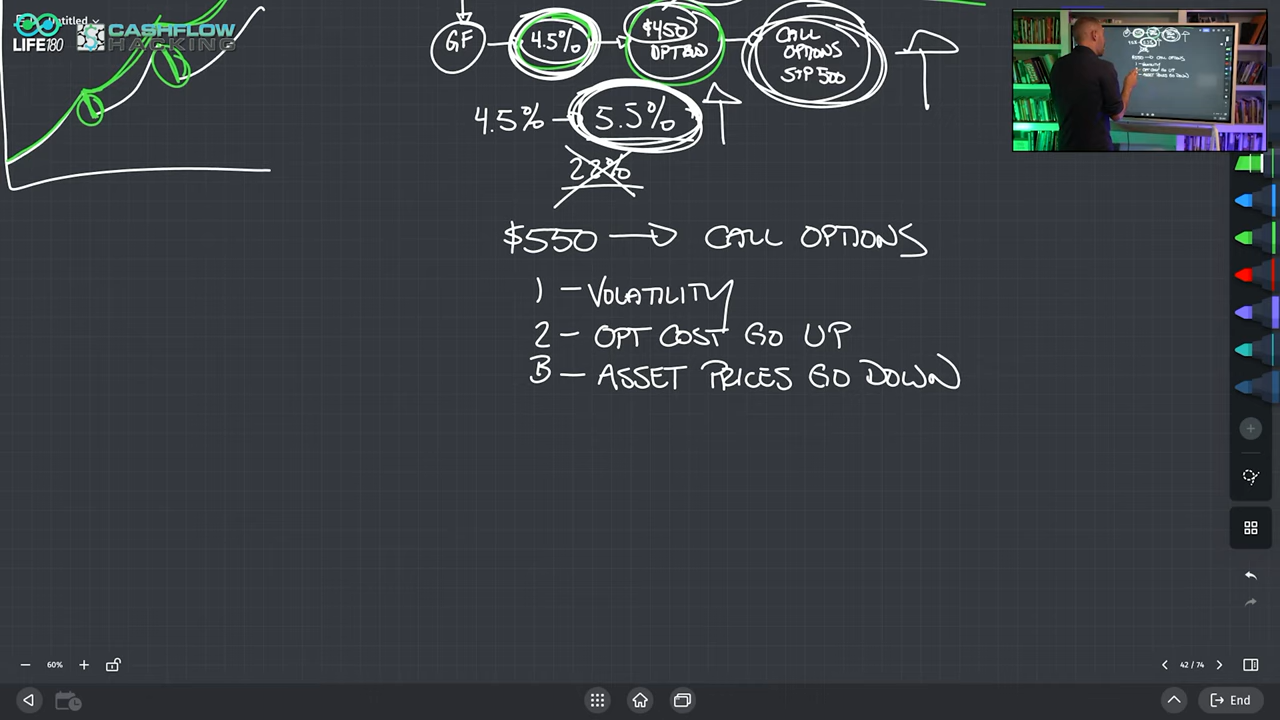 Untitled
LIFE180
CASHFLOW
HACKING
GF
4.5%
$450
OPTION
CALL
OPTIONS
S+P 500
4.5% — 5.5%
28%
$550 → CALL OPTIONS
1 – VOLATILITY
2 – OPT COST GO UP
3 – ASSET PRICES GO DOWN
60%
42 / 74
End